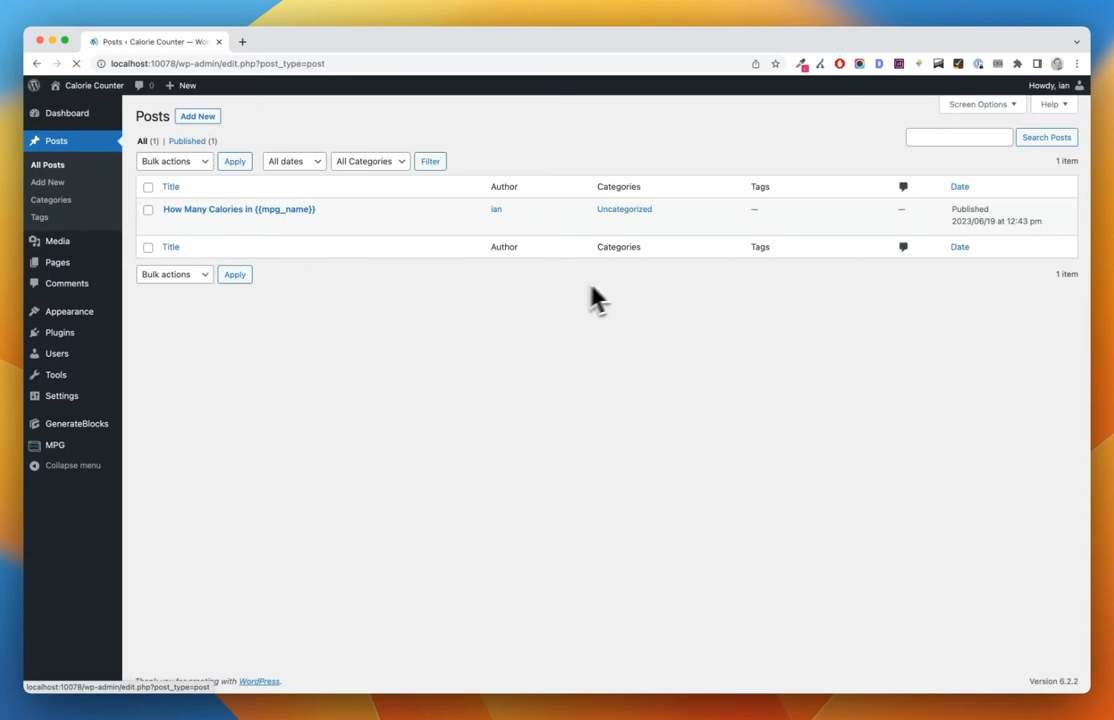 Posts ‹ Calorie Counter — Wor
localhost:10078/wp-admin/edit.php?post_type=post
Calorie Counter 0 New Howdy, ian
Dashboard
Posts
All Posts
Add New
Categories
Tags
Media
Pages
Comments
Appearance
Plugins
Users
Tools
Settings
GenerateBlocks
MPG
Collapse menu
Screen Options Help
Posts Add New
All (1) | Published (1)
Search Posts
Bulk actions Apply All dates All Categories Filter 1 item
Title Author Categories Tags Date
How Many Calories in {{mpg_name}} ian Uncategorized — — Published
2023/06/19 at 12:43 pm
Title Author Categories Tags Date
Bulk actions Apply 1 item
Thank you for creating with WordPress. Version 6.2.2
localhost:10078/wp-admin/edit.php?post_type=post